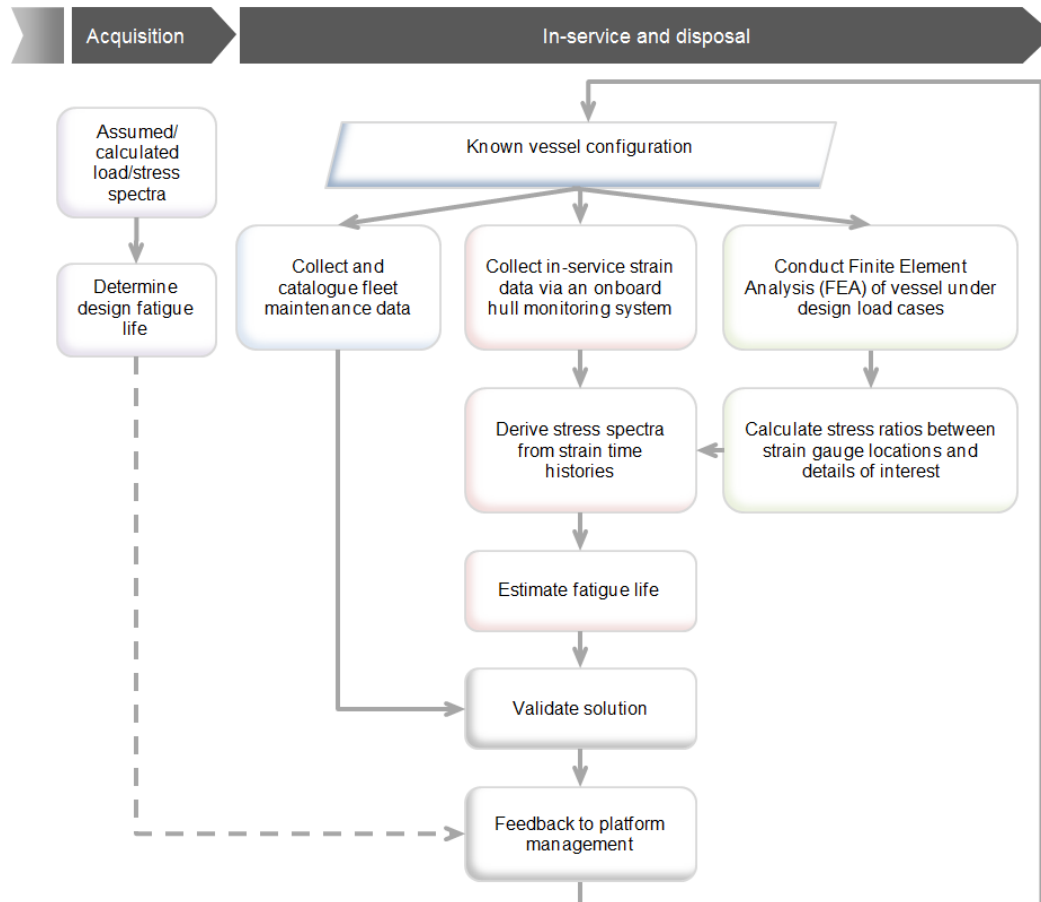 Acquisition
In-service and disposal
Assumed/
calculated
load/stress
spectra
Known vessel configuration
Determine
design fatigue
life
Collect and
catalogue fleet
maintenance data
Collect in-service strain
data via an onboard
hull monitoring system
Conduct Finite Element
Analysis (FEA) of vessel under
design load cases
Derive stress spectra
from strain time
histories
Calculate stress ratios between
strain gauge locations and
details of interest
Estimate fatigue life
Validate solution
Feedback to platform
management